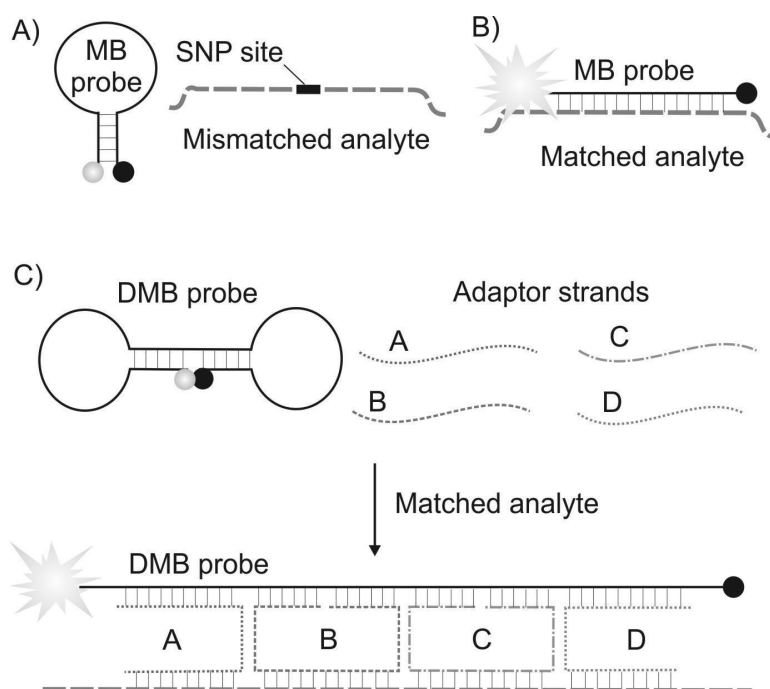 A)
MB
probe
SNP site
Mismatched analyte
B)
MB probe
Matched analyte
C)
DMB probe
Adaptor strands
A
C
B
D
Matched analyte
DMB probe
A
B
C
D